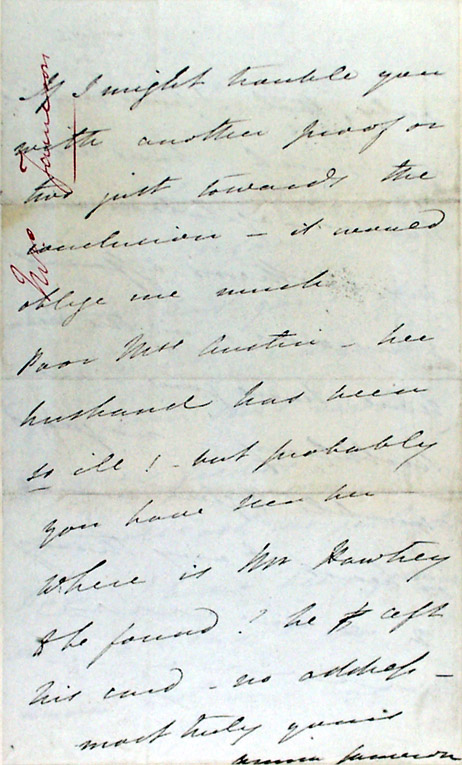 If I might trouble you
with another proof or
two just towards the
conclusion – it would
oblige me much
Poor Mrs Austin – her
husband has been
so ill! – but probably
you have seen her
Where is Mr Hawtrey
to be found? he left
his card – no address –
most truly yours
Anna Jameson
Mrs Jameson